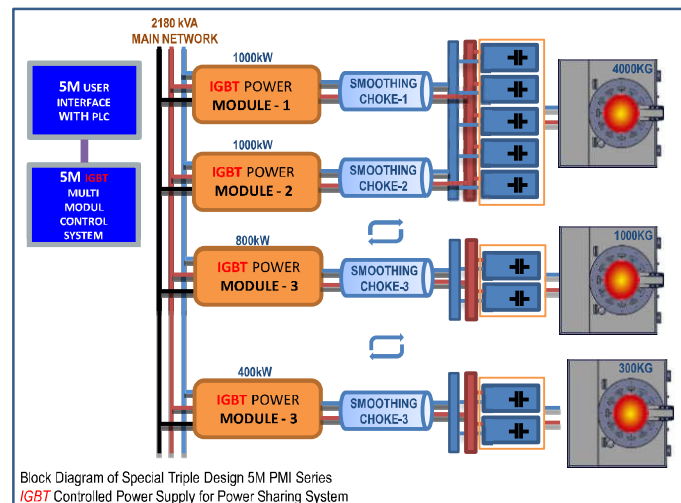 2180 kVA
MAIN NETWORK
5M USER
INTERFACE
WITH PLC
5M IGBT
MULTI
MODUL
CONTROL
SYSTEM
1000kW
IGBT POWER
MODULE - 1
SMOOTHING
CHOKE-1
4000KG
1000kW
IGBT POWER
MODULE - 2
SMOOTHING
CHOKE-2
800kW
IGBT POWER
MODULE - 3
SMOOTHING
CHOKE-3
1000KG
400kW
IGBT POWER
MODULE - 3
SMOOTHING
CHOKE-3
300KG
Block Diagram of Special Triple Design 5M PMI Series
IGBT Controlled Power Supply for Power Sharing System